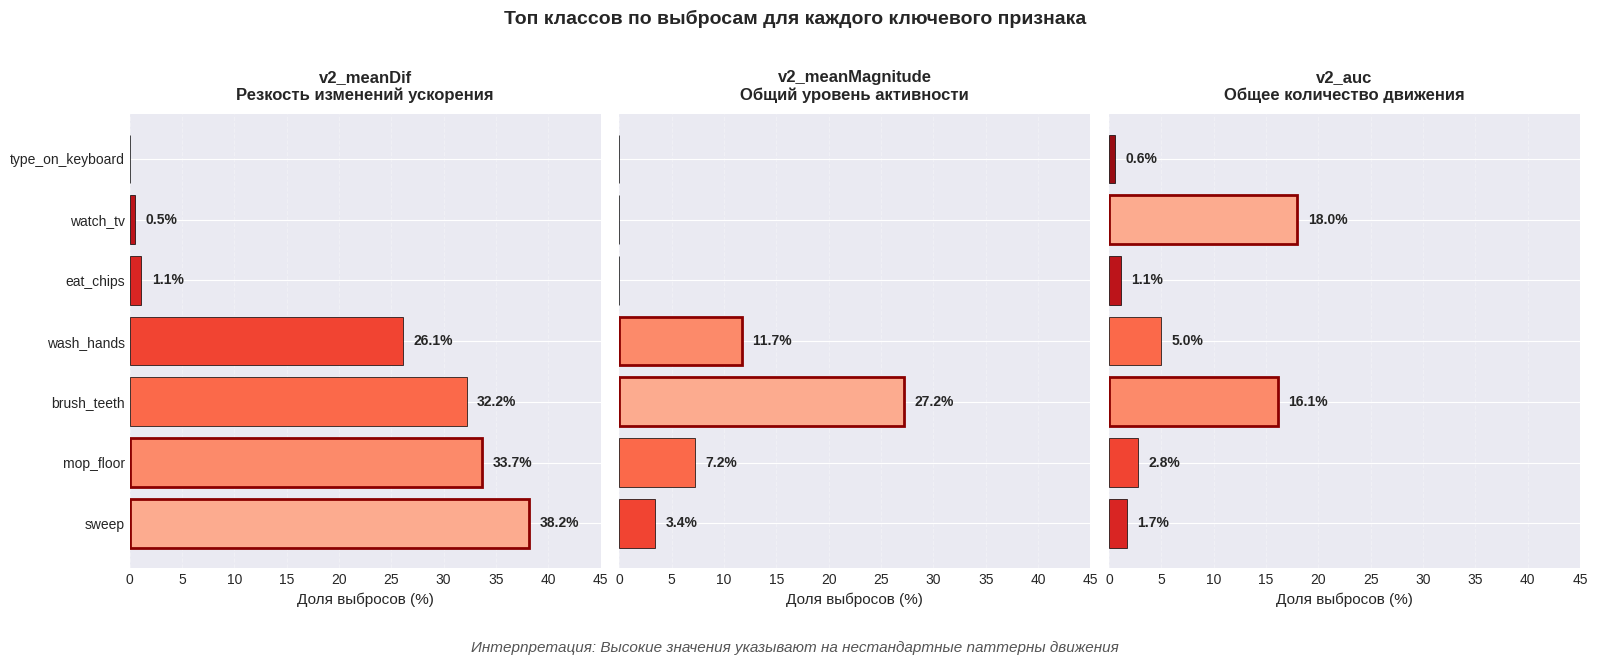 Топ классов по выбросам для каждого ключевого признака
v2_meanDif
Резкость изменений ускорения
v2_meanMagnitude
Общий уровень активности
v2_auc
Общее количество движения
type_on_keyboard
0.6%
watch_tv
0.5%
18.0%
eat_chips
1.1%
1.1%
wash_hands
26.1%
11.7%
5.0%
brush_teeth
32.2%
27.2%
16.1%
mop_floor
33.7%
7.2%
2.8%
sweep
38.2%
3.4%
1.7%
0 5 10 15 20 25 30 35 40 45
0 5 10 15 20 25 30 35 40 45
0 5 10 15 20 25 30 35 40 45
Доля выбросов (%)
Доля выбросов (%)
Доля выбросов (%)
Интерпретация: Высокие значения указывают на нестандартные паттерны движения